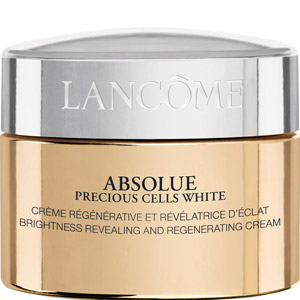 LANCÔME
ABSOLUE
PRECIOUS CELLS WHITE
CRÈME RÉGÉNÉRATIVE ET RÉVÉLATRICE D'ÉCLAT
BRIGHTNESS REVEALING AND REGENERATING CREAM